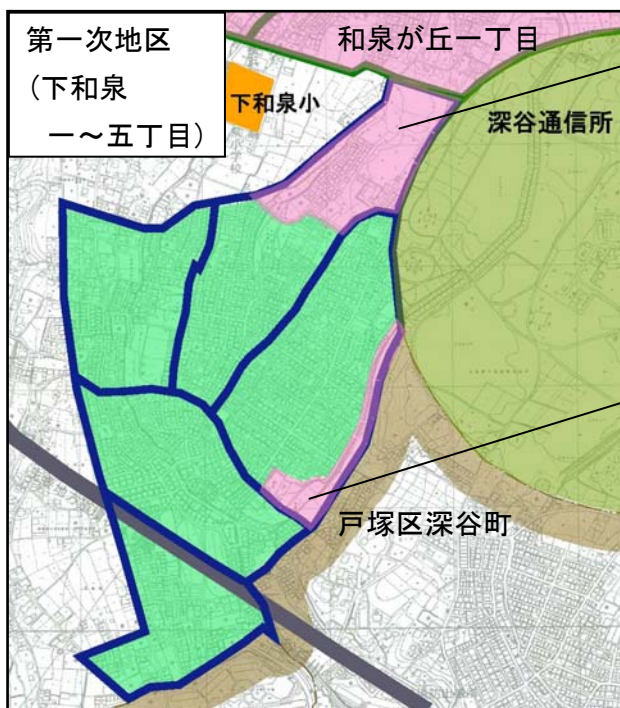 第一次地区
(下和泉
一～五丁目)
和泉が丘一丁目
下和泉小
深谷通信所
戸塚区深谷町